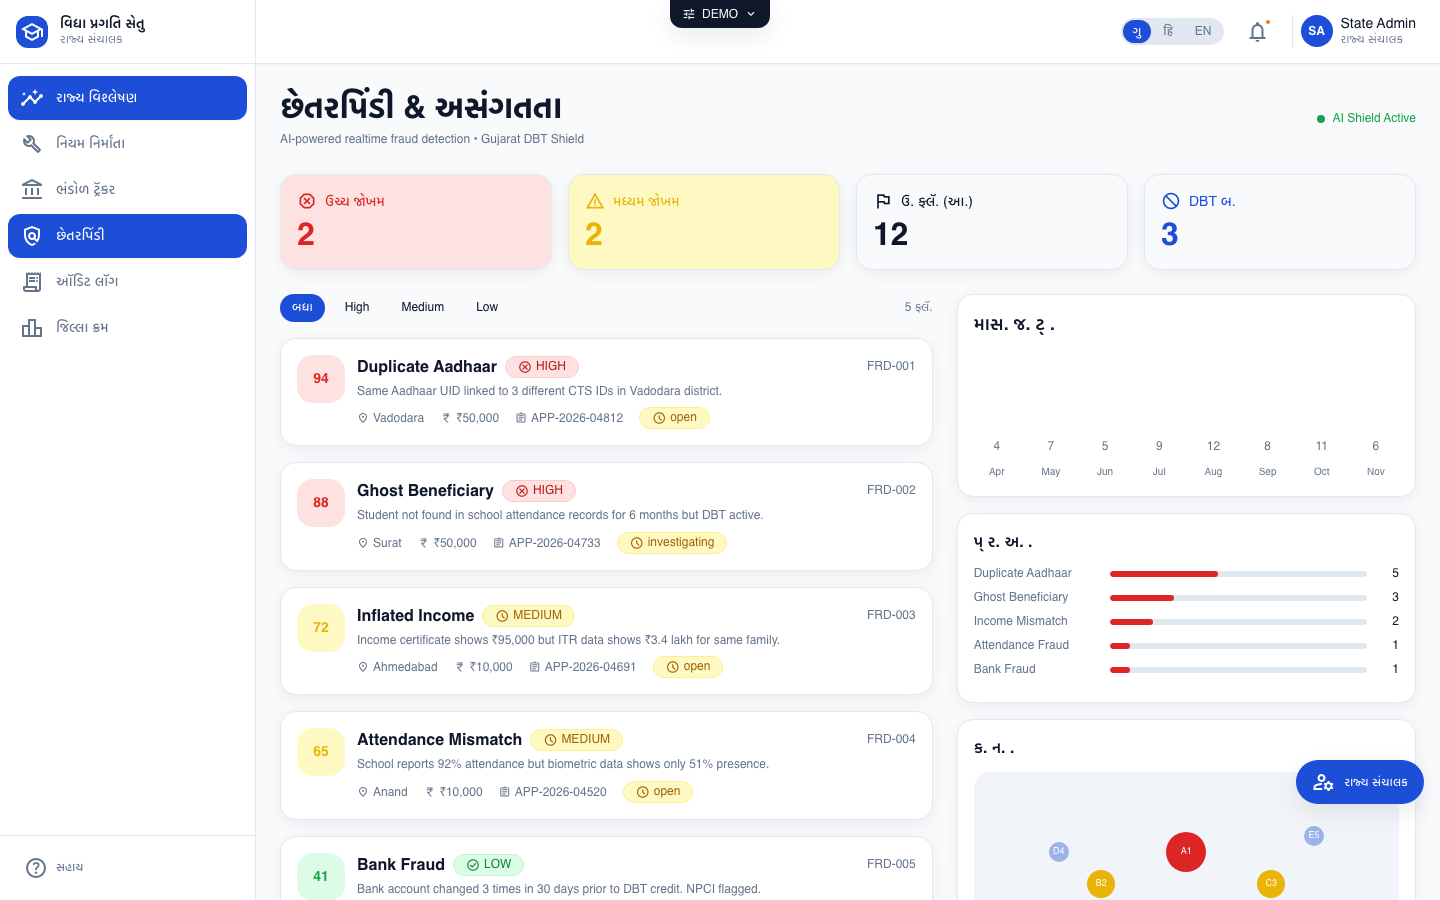 વિદ્યા પ્રગતિ સેતુ
રાજ્ય સંચાલક
DEMO
ગુ
હિ
EN
SA
State Admin
રાજ્ય સંચાલક
રાજ્ય વિશ્લેષણ
નિયમ નિર્માતા
ભંડોળ ટ્રૅકર
છેતરપિંડી
ઑડિટ લૉગ
જિલ્લા ક્રમ
સહાય
છેતરપિંડી & અસંગતતા
AI-powered realtime fraud detection • Gujarat DBT Shield
AI Shield Active
ઉચ્ચ જોખમ
2
મધ્યમ જોખમ
2
ઉ. ફ્લૅ. (આ.)
12
DBT બ.
3
બધા
High
Medium
Low
5 ફ્લૅ.
94
Duplicate Aadhaar
HIGH
FRD-001
Same Aadhaar UID linked to 3 different CTS IDs in Vadodara district.
Vadodara
₹ ₹50,000
APP-2026-04812
open
88
Ghost Beneficiary
HIGH
FRD-002
Student not found in school attendance records for 6 months but DBT active.
Surat
₹ ₹50,000
APP-2026-04733
investigating
72
Inflated Income
MEDIUM
FRD-003
Income certificate shows ₹95,000 but ITR data shows ₹3.4 lakh for same family.
Ahmedabad
₹ ₹10,000
APP-2026-04691
open
65
Attendance Mismatch
MEDIUM
FRD-004
School reports 92% attendance but biometric data shows only 51% presence.
Anand
₹ ₹10,000
APP-2026-04520
open
41
Bank Fraud
LOW
FRD-005
Bank account changed 3 times in 30 days prior to DBT credit. NPCI flagged.
માસ. જ. ટ્ .
4 7 5 9 12 8 11 6
Apr May Jun Jul Aug Sep Oct Nov
પ્ ર. અ. .
Duplicate Aadhaar 5
Ghost Beneficiary 3
Income Mismatch 2
Attendance Fraud 1
Bank Fraud 1
ક. ન. .
રાજ્ય સંચાલક
E5
D4
A1
B2
C3